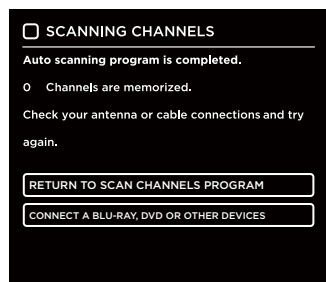 SCANNING CHANNELS
Auto scanning program is completed.
0 Channels are memorized.
Check your antenna or cable connections and try
again.
RETURN TO SCAN CHANNELS PROGRAM
CONNECT A BLU-RAY, DVD OR OTHER DEVICES